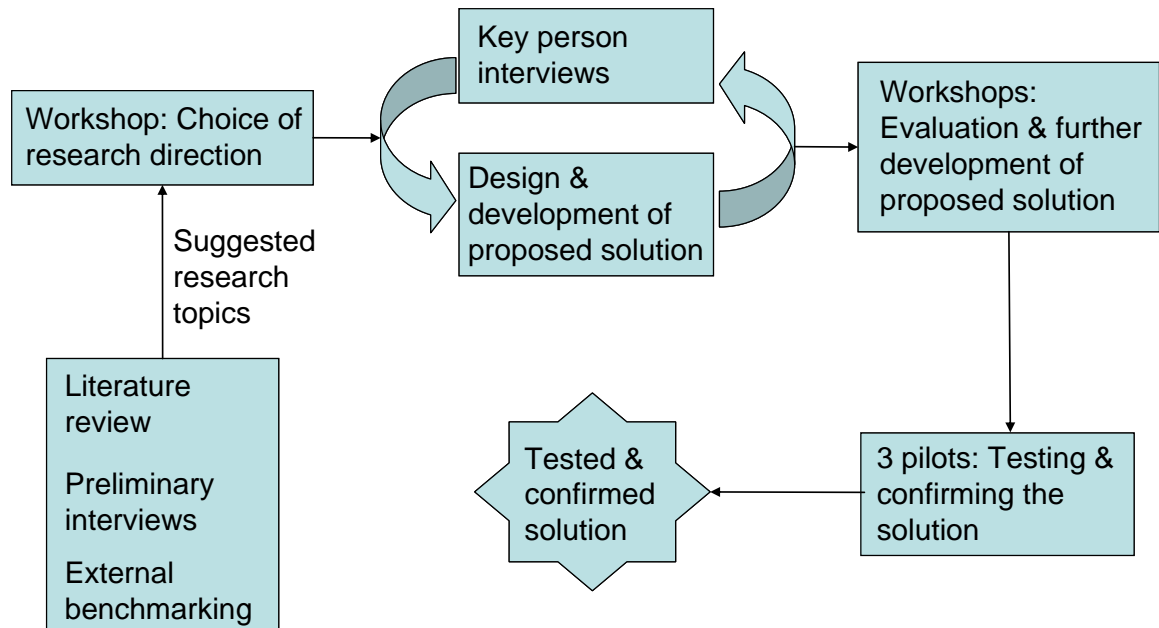 Key person
interviews
Workshop: Choice of
research direction
Design &
development of
proposed solution
Workshops:
Evaluation & further
development of
proposed solution
Suggested
research
topics
Literature
review
Preliminary
interviews
External
benchmarking
3 pilots: Testing &
confirming the
solution
Tested &
confirmed
solution